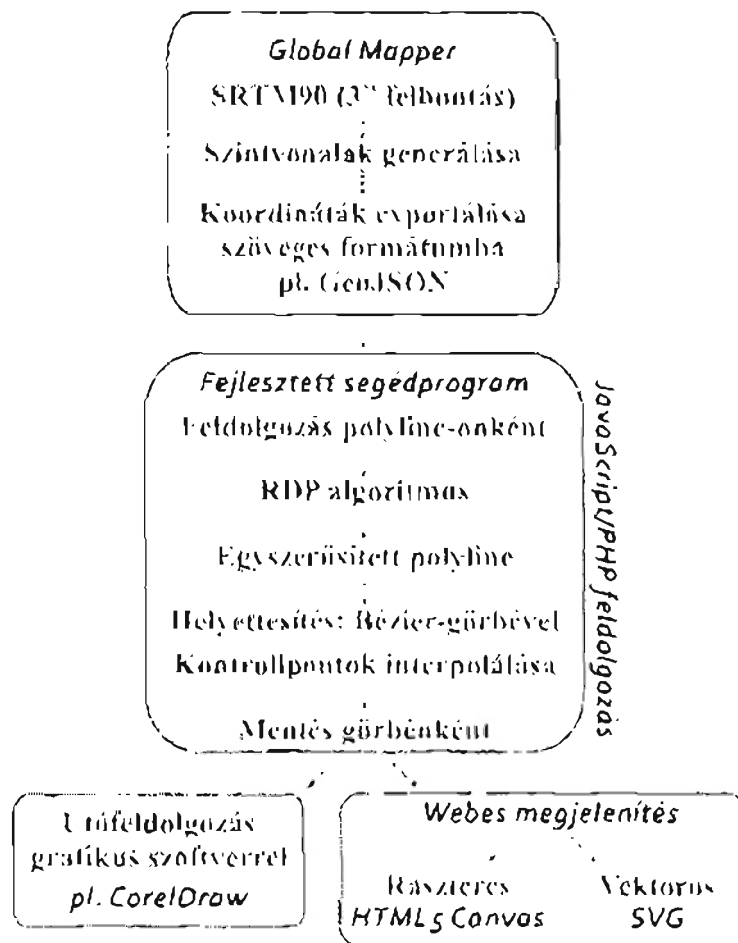 Global Mapper
SRTM90 (3" felbontás)
Szintvonalak generálása
Koordináták exportálása
szöveges formátumba
pl. GeoJSON
Fejlesztett segédprogram
Feldolgozás polyline-onként
RDP algoritmus
Egyszerűsített polyline
Helyettesítés: Bézier-görbével
Kontrollpontok interpolálása
Mentés görbénként
JavaScript/PHP feldolgozás
Utófeldolgozás
grafikus szoftverrel
pl. CorelDraw
Webes megjelenítés
Raszteres
HTML5 Canvas
Vektoros
SVG